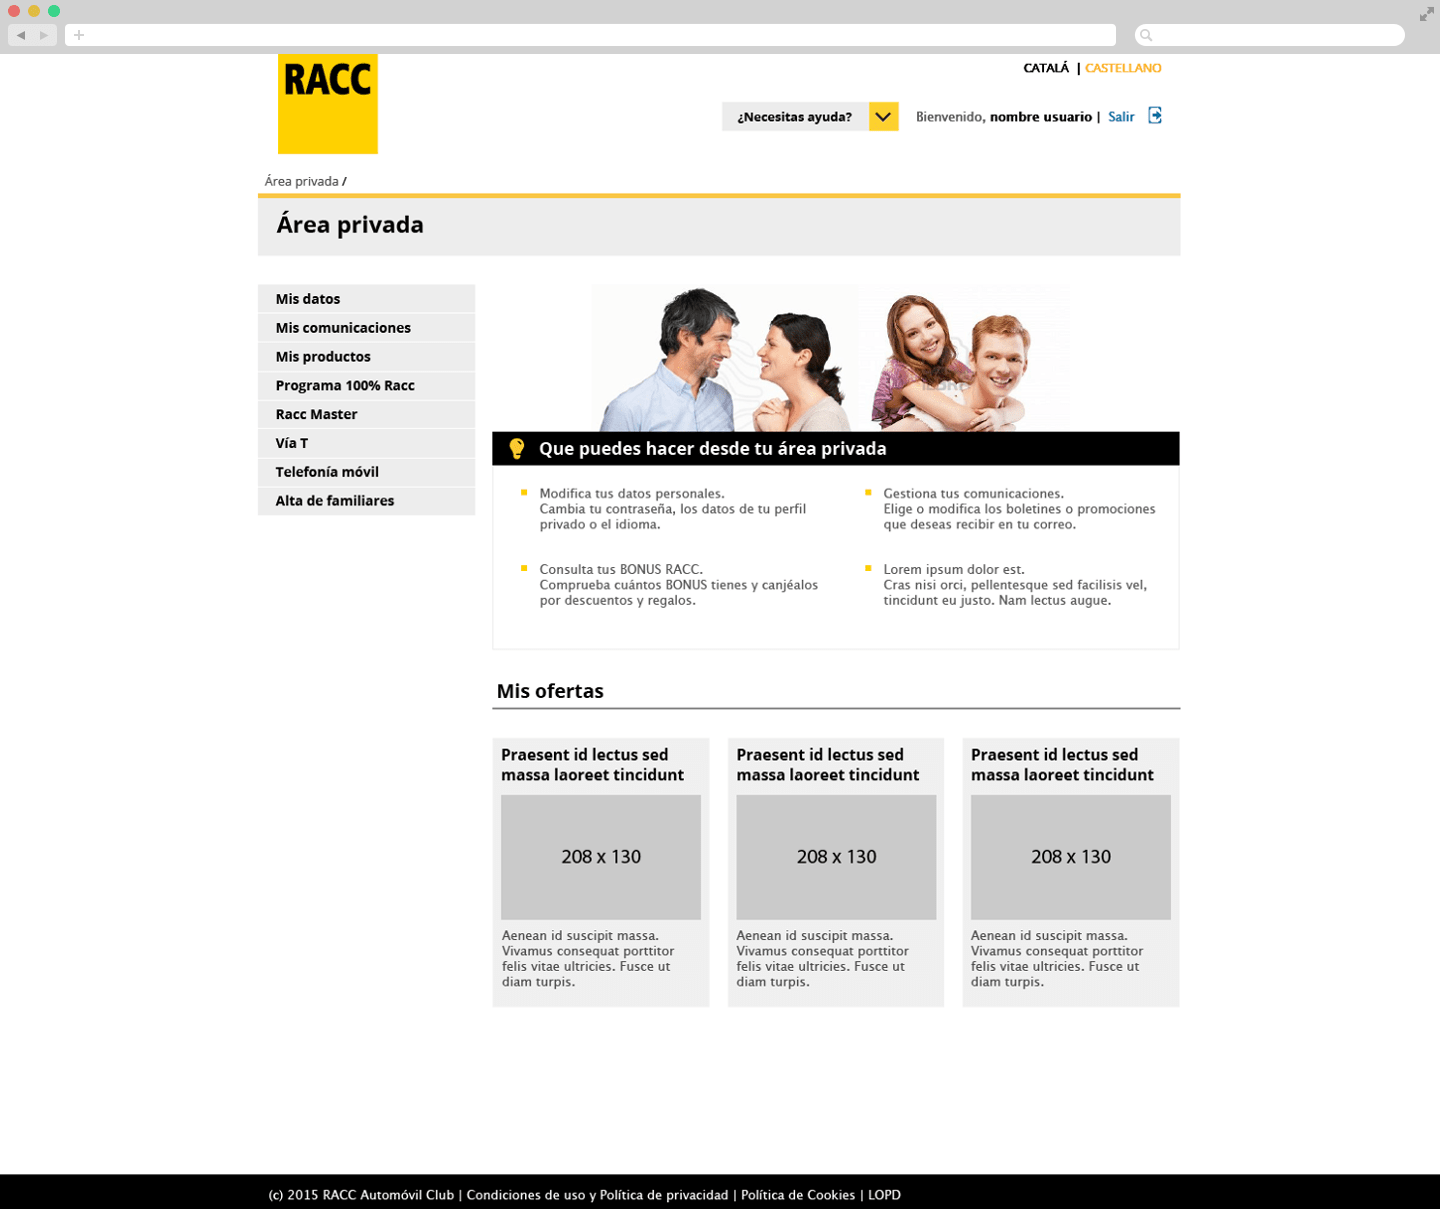 RACC
CATALÁ | CASTELLANO
¿Necesitas ayuda?
Bienvenido, nombre usuario | Salir
Área privada /
Área privada
Mis datos
Mis comunicaciones
Mis productos
Programa 100% Racc
Racc Master
Vía T
Telefonía móvil
Alta de familiares
Que puedes hacer desde tu área privada
Modifica tus datos personales.
Cambia tu contraseña, los datos de tu perfil
privado o el idioma.
Gestiona tus comunicaciones.
Elige o modifica los boletines o promociones
que deseas recibir en tu correo.
Consulta tus BONUS RACC.
Comprueba cuántos BONUS tienes y canjéalos
por descuentos y regalos.
Lorem ipsum dolor est.
Cras nisi orci, pellentesque sed facilisis vel,
tincidunt eu justo. Nam lectus augue.
Mis ofertas
Praesent id lectus sed
massa laoreet tincidunt
208 x 130
Aenean id suscipit massa.
Vivamus consequat porttitor
felis vitae ultricies. Fusce ut
diam turpis.
Praesent id lectus sed
massa laoreet tincidunt
208 x 130
Aenean id suscipit massa.
Vivamus consequat porttitor
felis vitae ultricies. Fusce ut
diam turpis.
Praesent id lectus sed
massa laoreet tincidunt
208 x 130
Aenean id suscipit massa.
Vivamus consequat porttitor
felis vitae ultricies. Fusce ut
diam turpis.
(c) 2015 RACC Automóvil Club | Condiciones de uso y Política de privacidad | Política de Cookies | LOPD